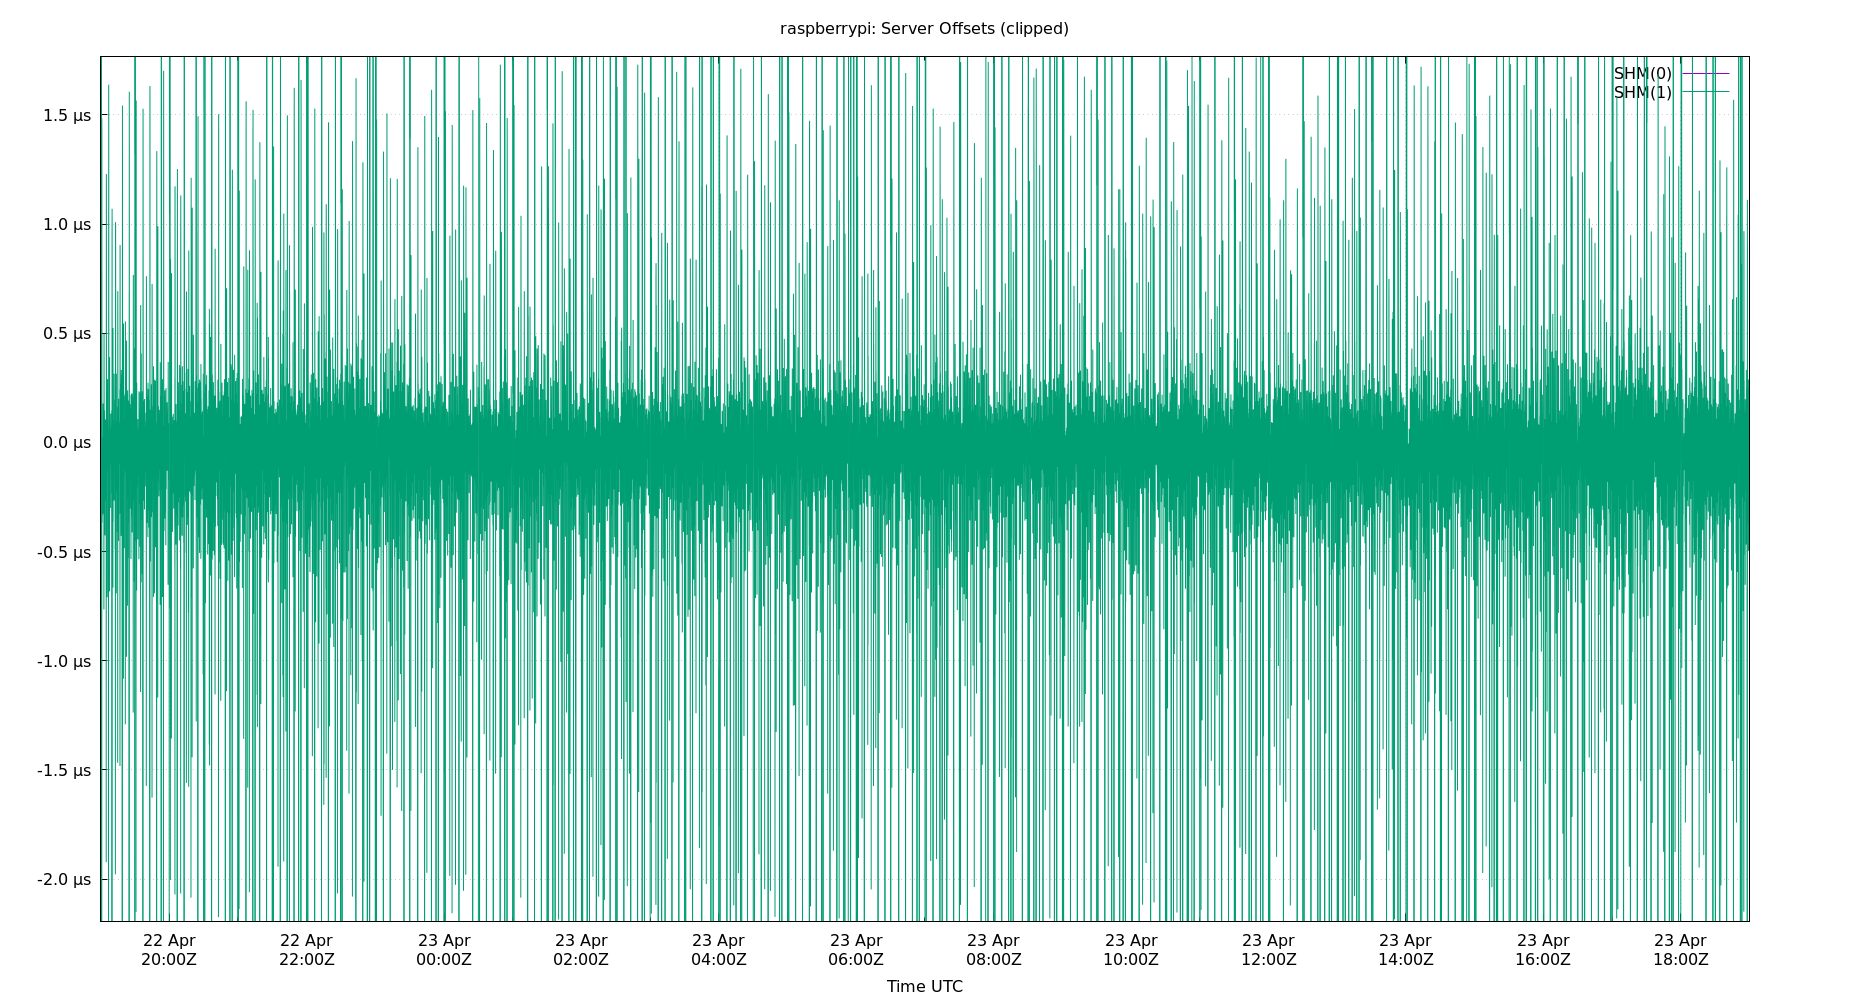 raspberrypi: Server Offsets (clipped)
SHM(0)
SHM(1)
1.5 µs
1.0 µs
0.5 µs
0.0 µs
-0.5 µs
-1.0 µs
-1.5 µs
-2.0 µs
22 Apr 22 Apr 23 Apr 23 Apr 23 Apr 23 Apr 23 Apr 23 Apr 23 Apr 23 Apr 23 Apr 23 Apr
20:00Z 22:00Z 00:00Z 02:00Z 04:00Z 06:00Z 08:00Z 10:00Z 12:00Z 14:00Z 16:00Z 18:00Z
Time UTC